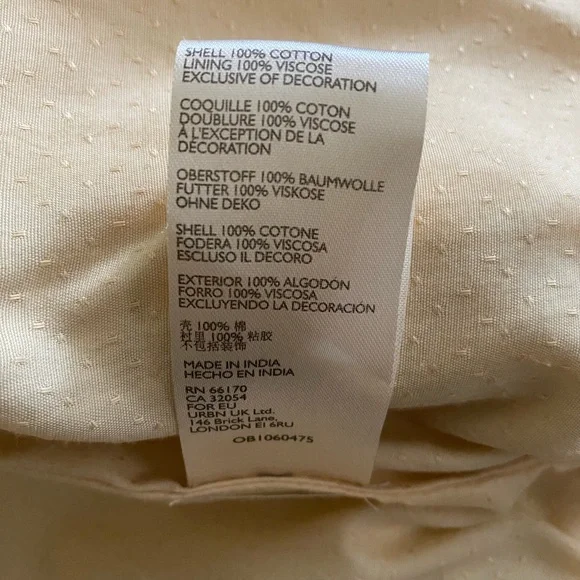 SHELL 100% COTTON
LINING 100% VISCOSE
EXCLUSIVE OF DECORATION
COQUILLE 100% COTON
DOUBLURE 100% VISCOSE
À L'EXCEPTION DE LA
DÉCORATION
OBERSTOFF 100% BAUMWOLLE
FUTTER 100% VISKOSE
OHNE DEKO
SHELL 100% COTONE
FODERA 100% VISCOSA
ESCLUSO IL DECORO
EXTERIOR 100% ALGODÓN
FORRO 100% VISCOSA
EXCLUYENDO LA DECORACIÓN
壳 100% 棉
衬里 100% 粘胶
不包括装饰
MADE IN INDIA
HECHO EN INDIA
RN 66170
CA 32054
FOR EU
URBN UK Ltd.
146 Brick Lane,
LONDON E1 6RU
OB1060475